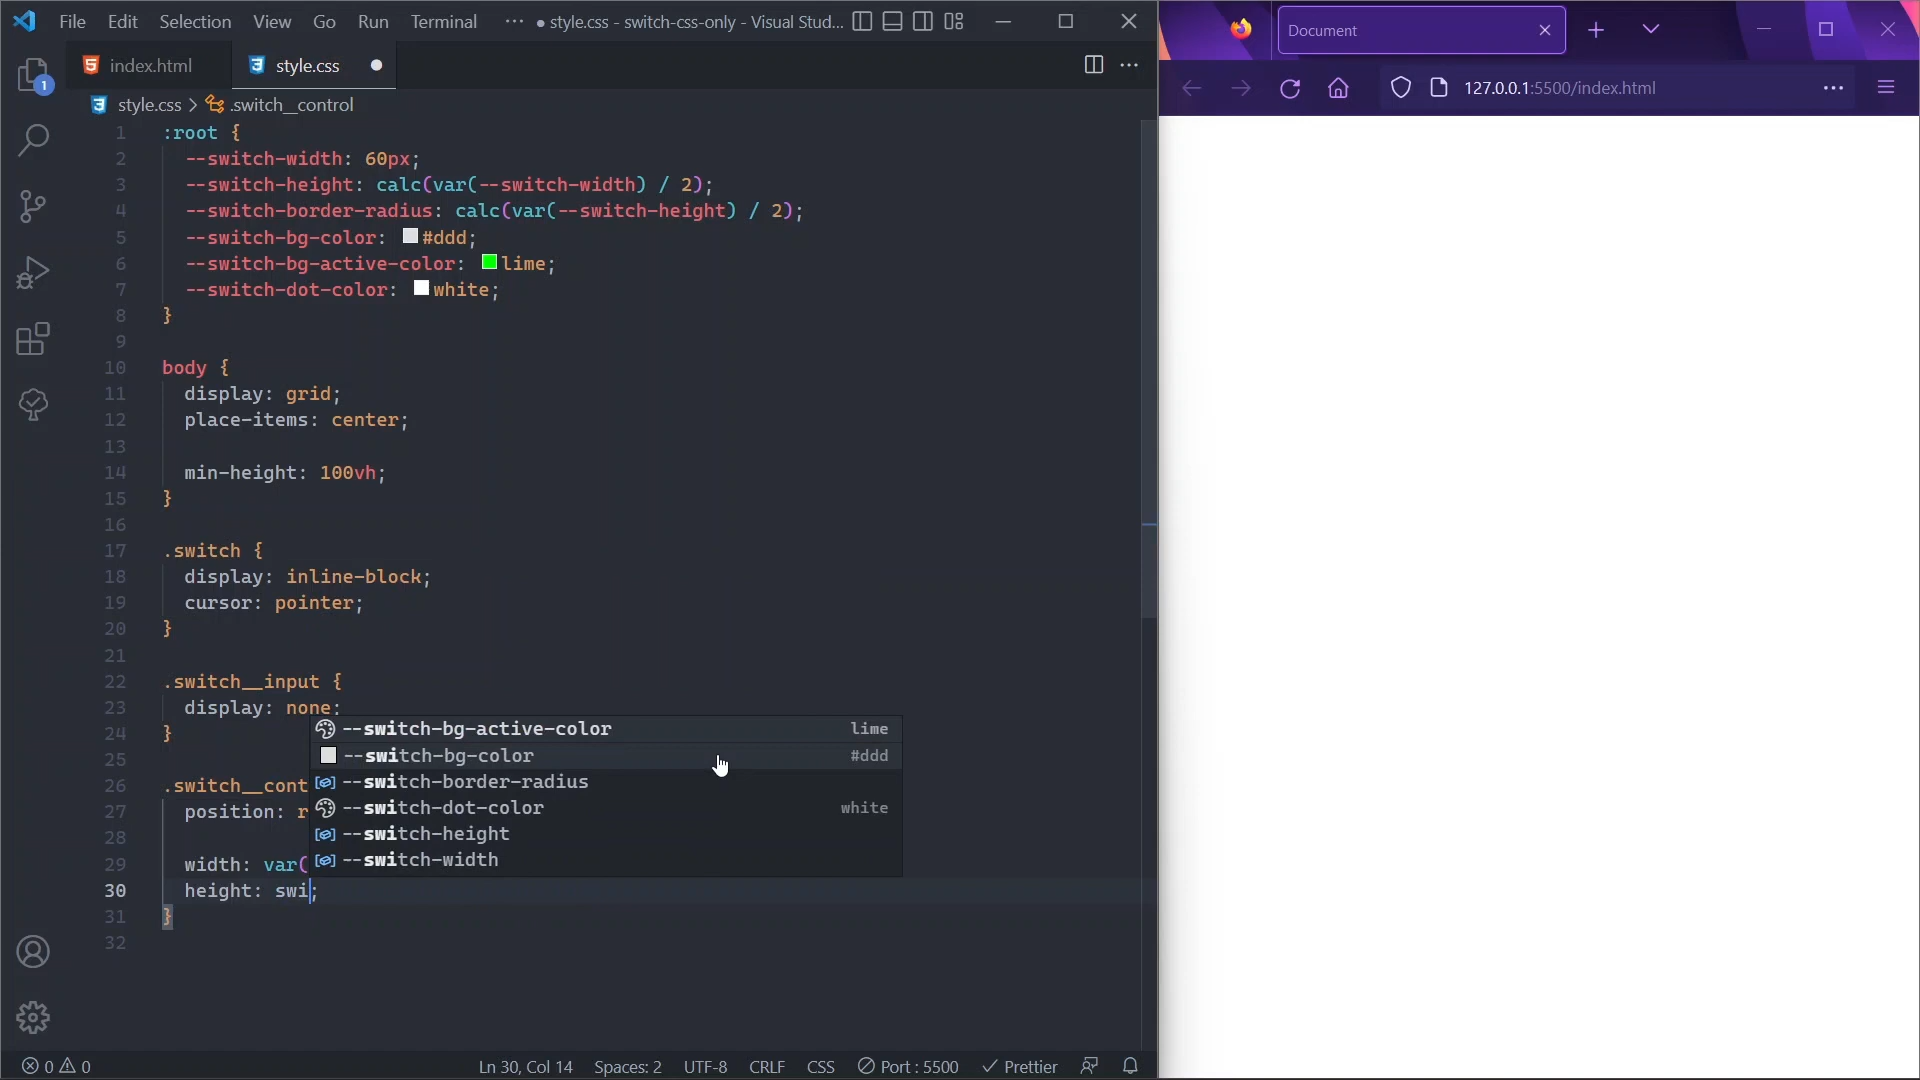 File Edit Selection View Go Run Terminal ··· ● style.css - switch-css-only - Visual Stud...
1
index.html
style.css
style.css > .switch__control
1 :root {
2 --switch-width: 60px;
3 --switch-height: calc(var(--switch-width) / 2);
4 --switch-border-radius: calc(var(--switch-height) / 2);
5 --switch-bg-color: #ddd;
6 --switch-bg-active-color: lime;
7 --switch-dot-color: white;
8 }
9
10 body {
11 display: grid;
12 place-items: center;
13
14 min-height: 100vh;
15 }
16
17 .switch {
18 display: inline-block;
19 cursor: pointer;
20 }
21
22 .switch__input {
23 display: none;
24 }
25
26 .switch__cont
27 position: r
28
29 width: var(
30 height: swi;
31 }
32
--switch-bg-active-color lime
--switch-bg-color #ddd
--switch-border-radius
--switch-dot-color white
--switch-height
--switch-width
0 0 Ln 30, Col 14 Spaces: 2 UTF-8 CRLF CSS Port : 5500 Prettier
Document
127.0.0.1:5500/index.html